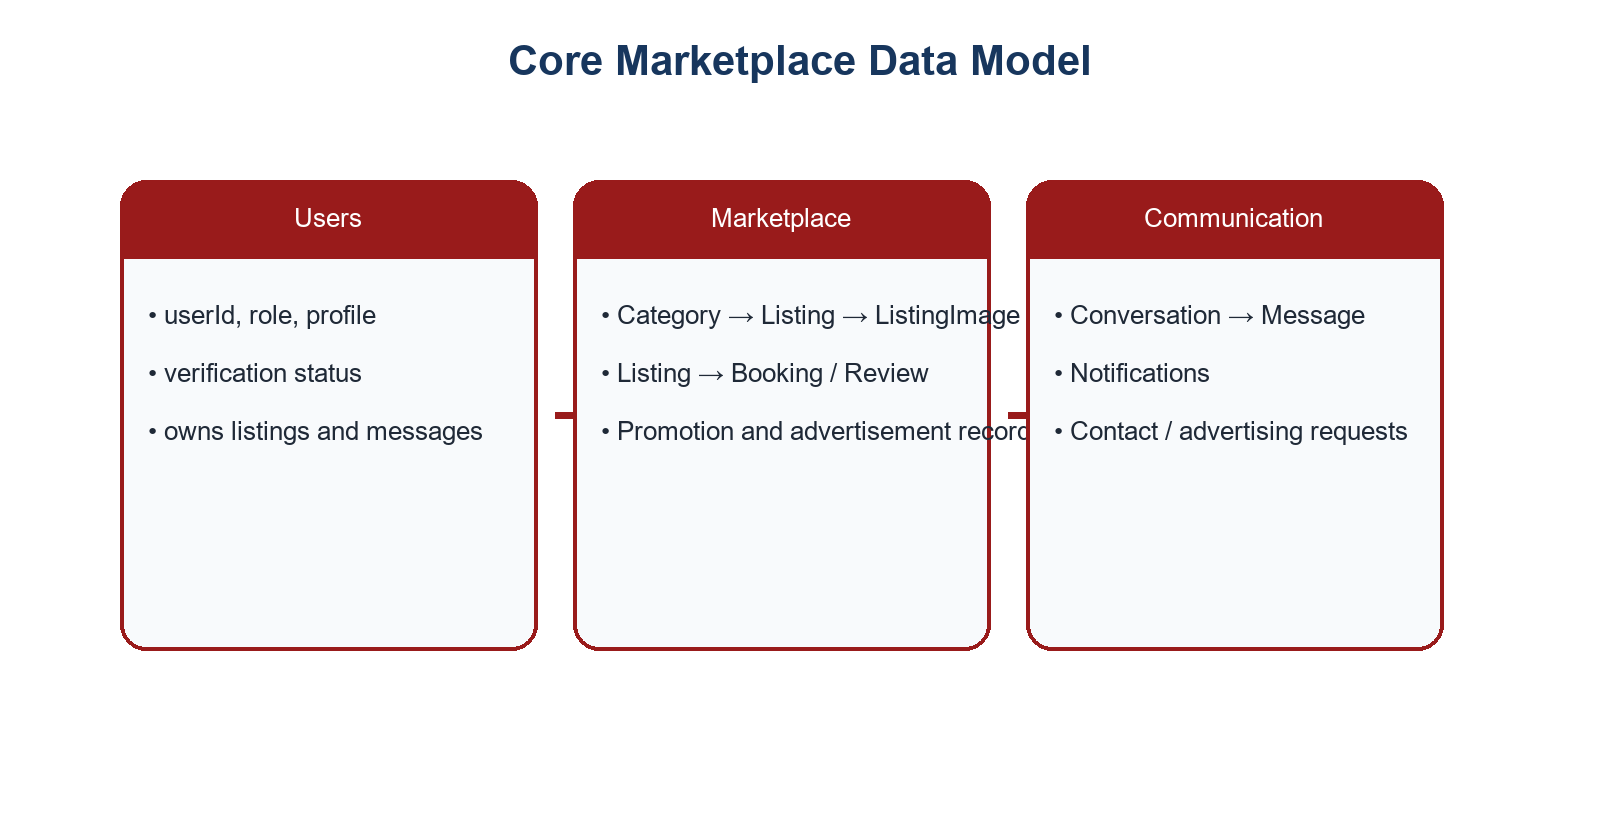 Core Marketplace Data Model
Users
• userId, role, profile
• verification status
• owns listings and messages
Marketplace
• Category → Listing → ListingImage
• Listing → Booking / Review
• Promotion and advertisement record
Communication
• Conversation → Message
• Notifications
• Contact / advertising requests